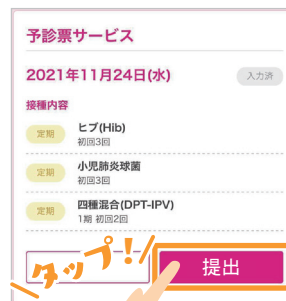 予診票サービス
2021年11月24日(水)
入力済
接種内容
定期
ヒブ(Hib)
初回3回
定期
小児肺炎球菌
初回3回
定期
四種混合(DPT-IPV)
1期 初回2回
タップ!
提出